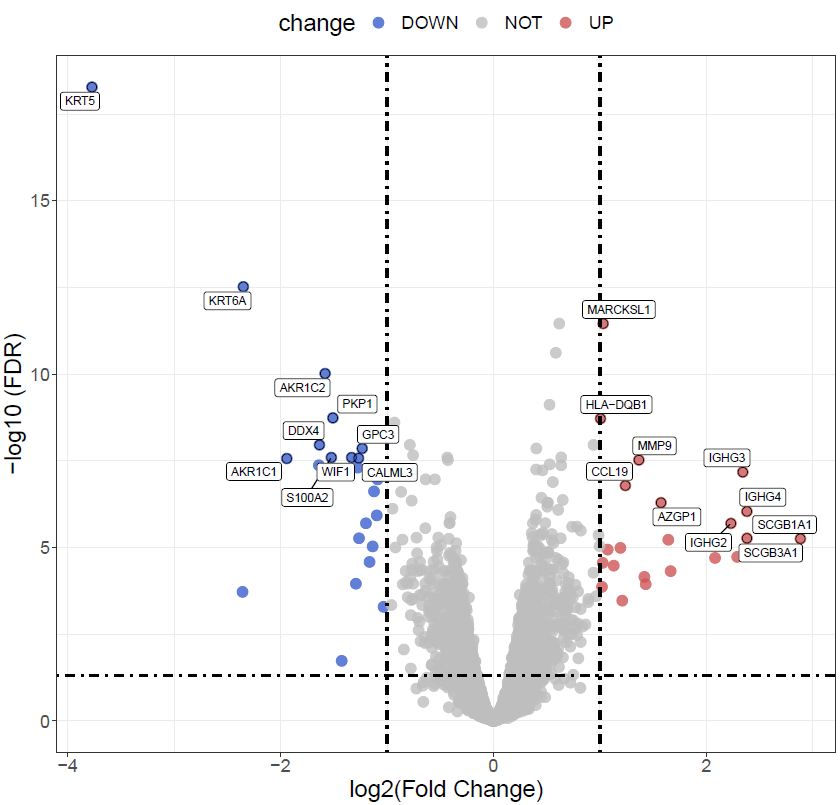 change DOWN NOT UP
KRT5
15
KRT6A
MARCKSL1
10
AKR1C2
PKP1
HLA−DQB1
DDX4
GPC3
MMP9
IGHG3
AKR1C1
WIF1
CALML3
CCL19
S100A2
IGHG4
AZGP1
SCGB1A1
5
IGHG2
SCGB3A1
0
−log10 (FDR)
−4 −2 0 2
log2(Fold Change)